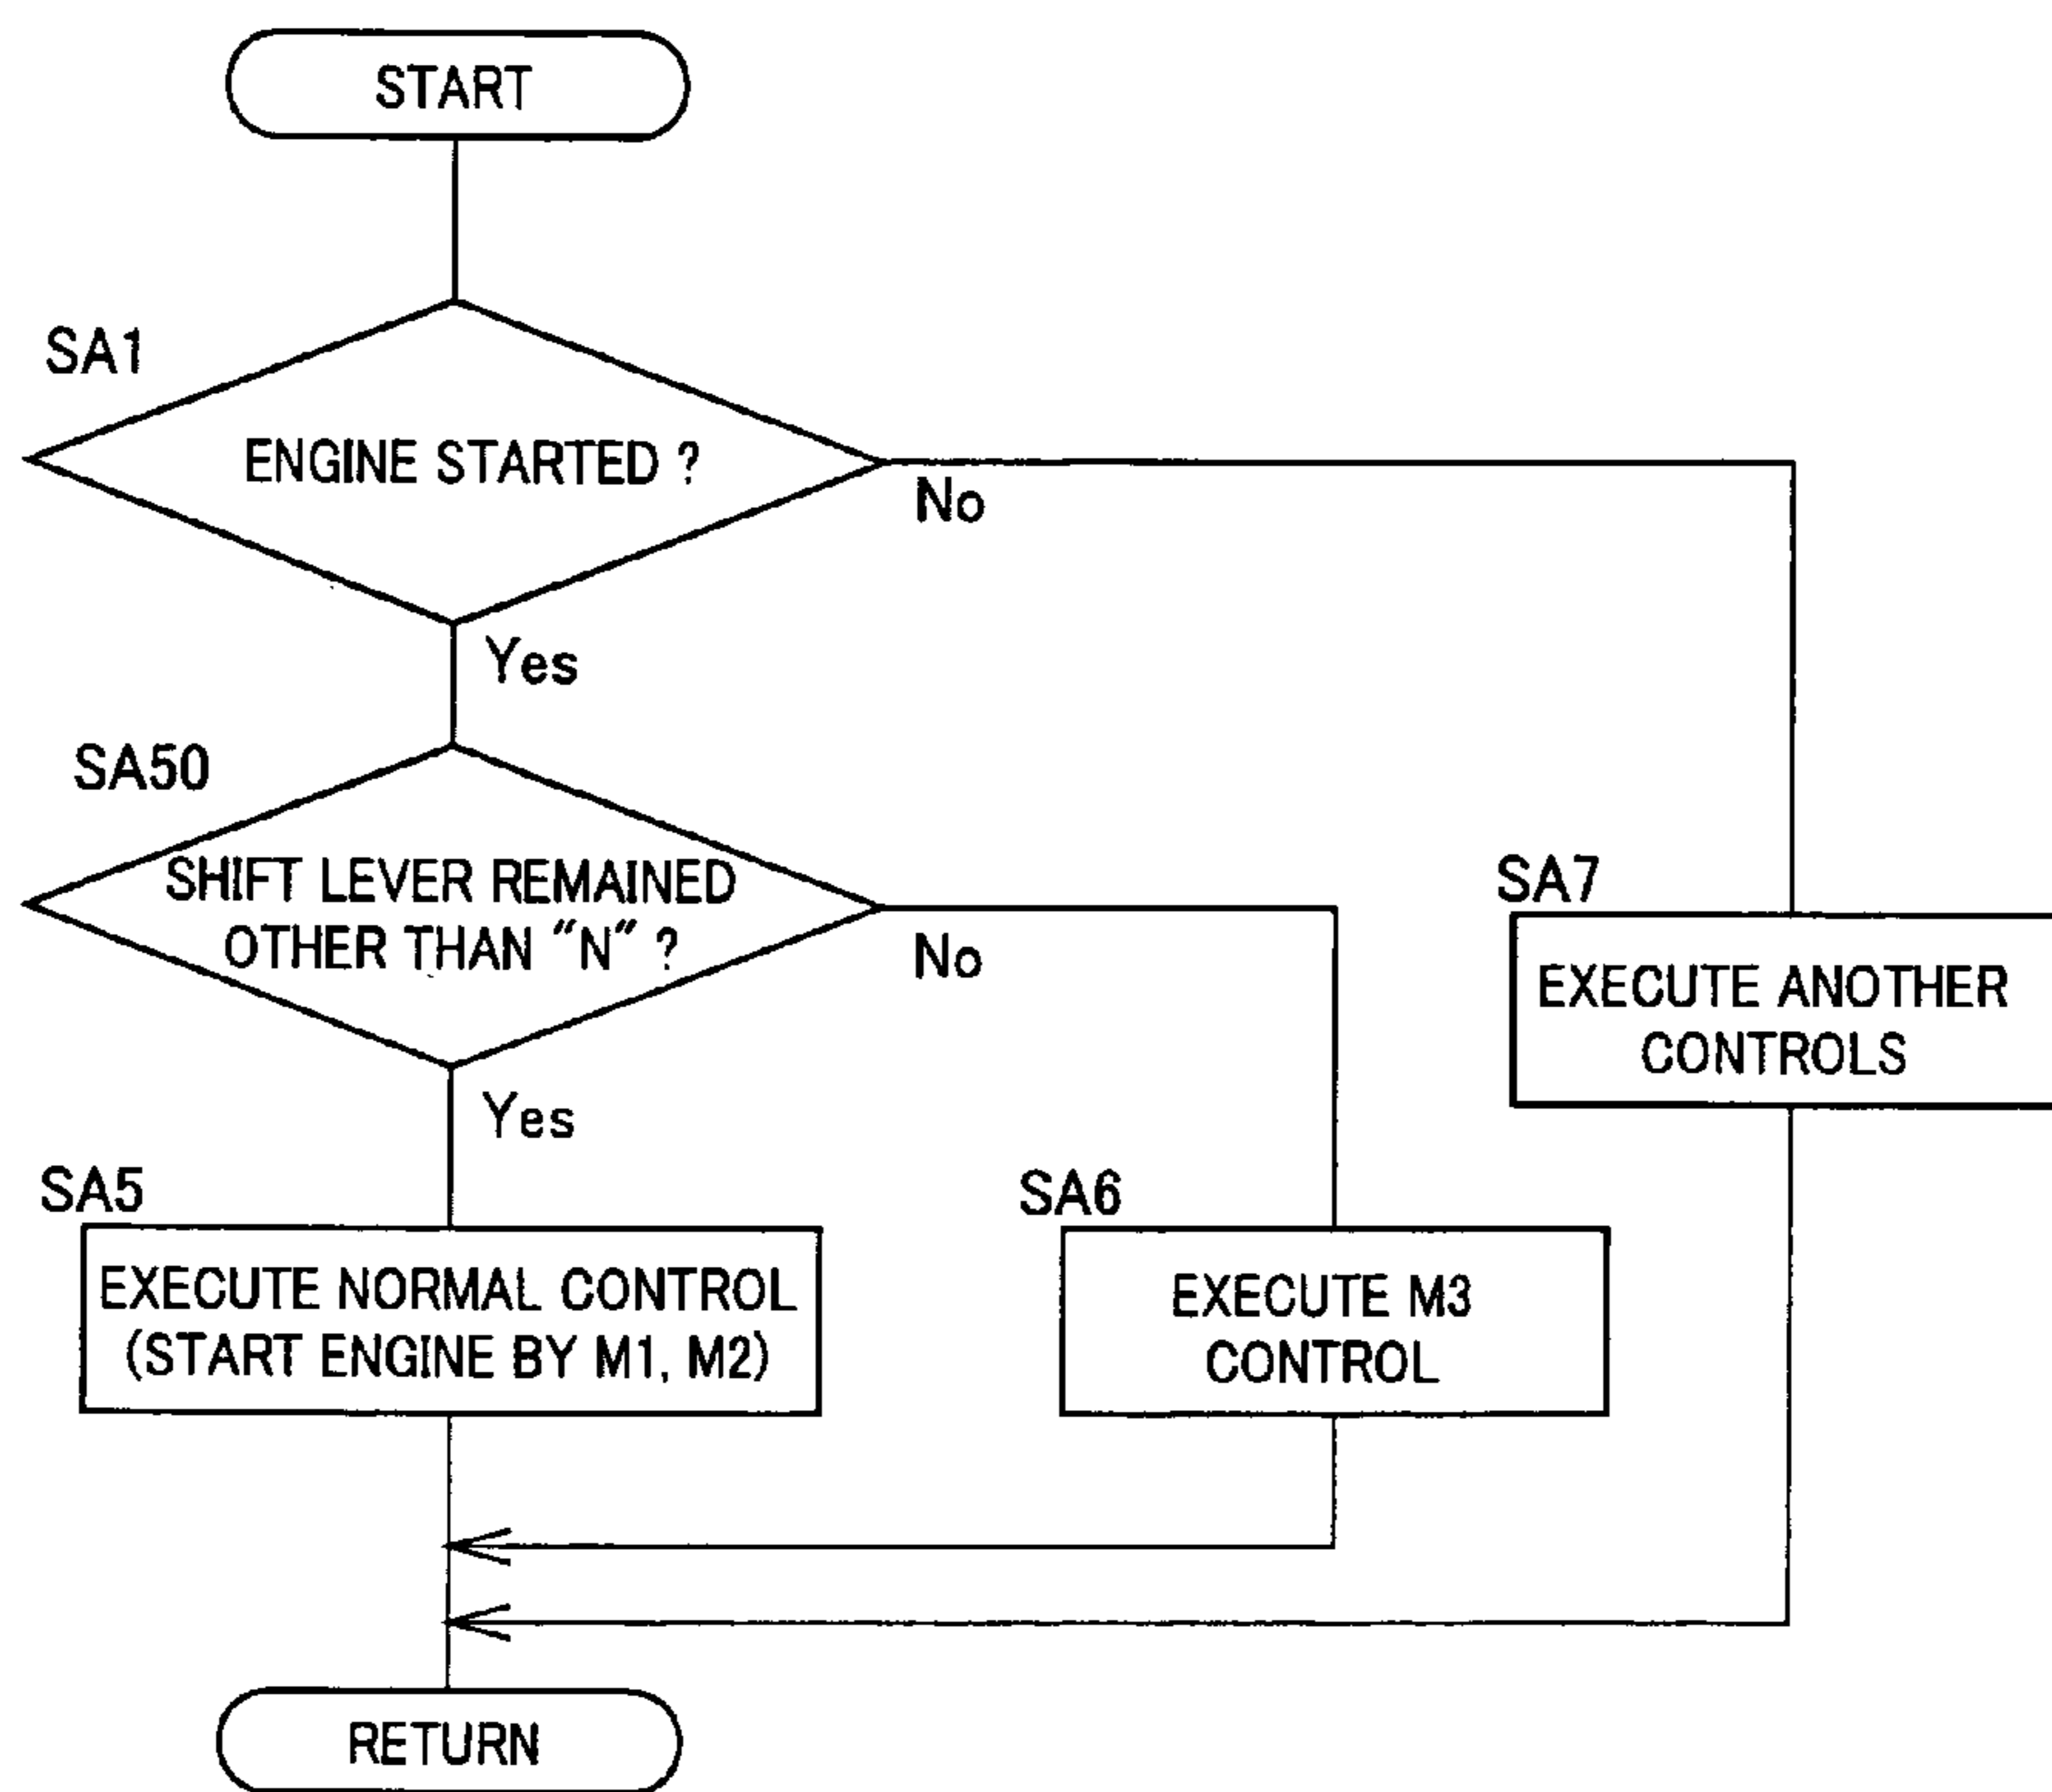 START
SA1
ENGINE STARTED ?
No
Yes
SA50
SHIFT LEVER REMAINED
OTHER THAN "N" ?
No
Yes
SA7
EXECUTE ANOTHER
CONTROLS
SA5
EXECUTE NORMAL CONTROL
(START ENGINE BY M1, M2)
SA6
EXECUTE M3
CONTROL
RETURN